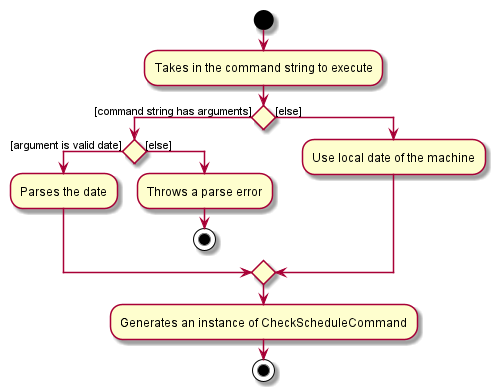 Takes in the command string to execute
[command string has arguments]
[else]
[argument is valid date]
[else]
Use local date of the machine
Parses the date
Throws a parse error
Generates an instance of CheckScheduleCommand